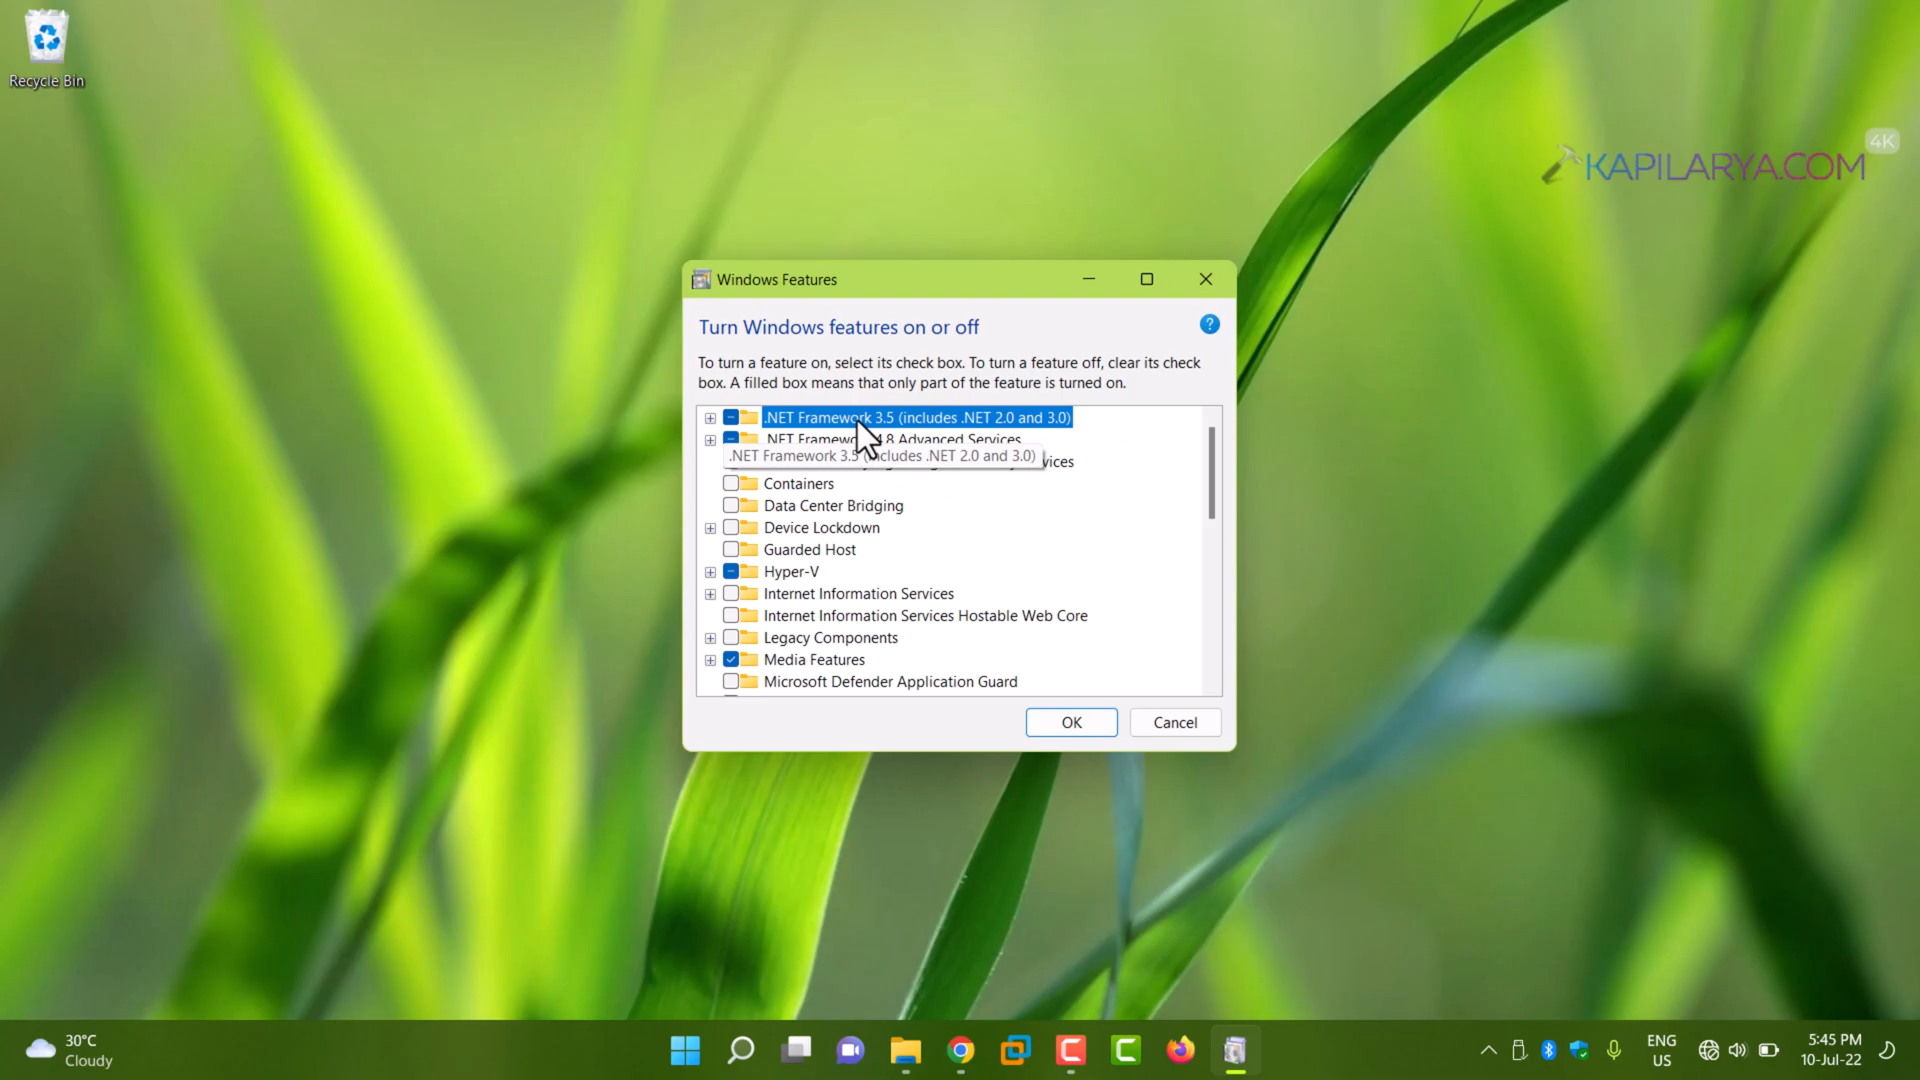 Recycle Bin
4K
KAPILARYA.COM
Windows Features
Turn Windows features on or off
To turn a feature on, select its check box. To turn a feature off, clear its check
box. A filled box means that only part of the feature is turned on.
.NET Framework 3.5 (includes .NET 2.0 and 3.0)
.NET Framework 4.8 Advanced Services
.NET Framework 3.5 (includes .NET 2.0 and 3.0)
Containers
Data Center Bridging
Device Lockdown
Guarded Host
Hyper-V
Internet Information Services
Internet Information Services Hostable Web Core
Legacy Components
Media Features
Microsoft Defender Application Guard
OK
Cancel
30°C
Cloudy
ENG
US
5:45 PM
10-Jul-22